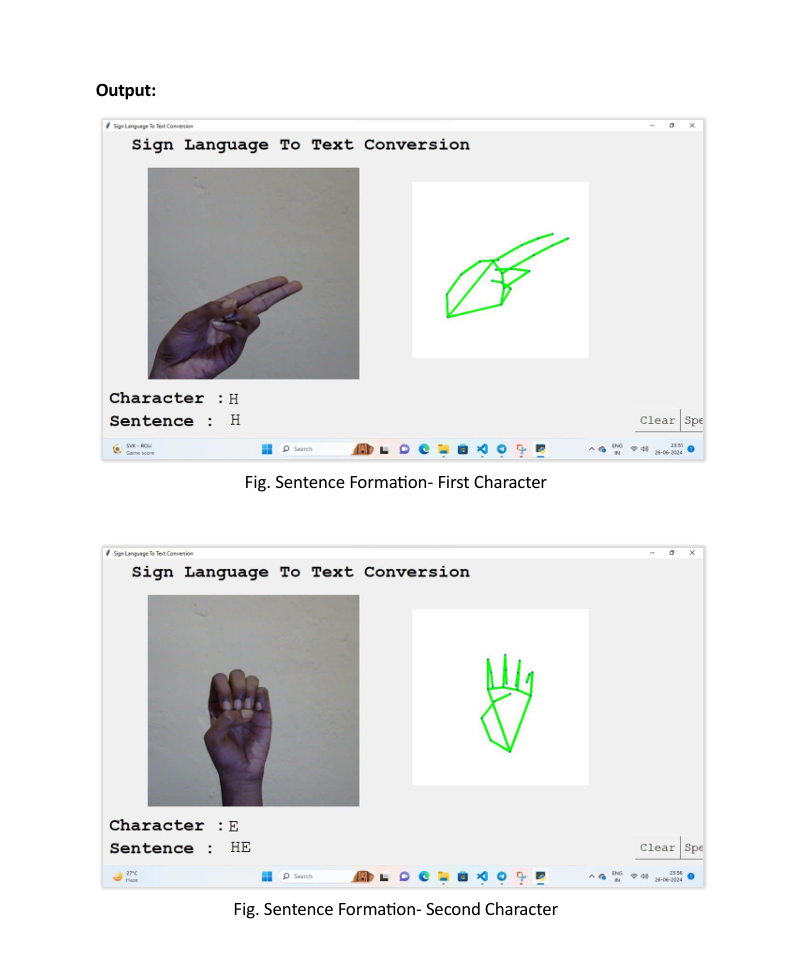 Output:
Sign Language To Text Conversion
Sign Language To Text Conversion
Character : H
Sentence : H
Clear Spe
SVK - ROU
Game score
Search
ENG
IN
23:51
26-06-2024
Fig. Sentence Formation- First Character
Sign Language To Text Conversion
Sign Language To Text Conversion
Character : E
Sentence : HE
Clear Spe
27°C
Haze
Search
ENG
IN
23:56
26-06-2024
Fig. Sentence Formation- Second Character